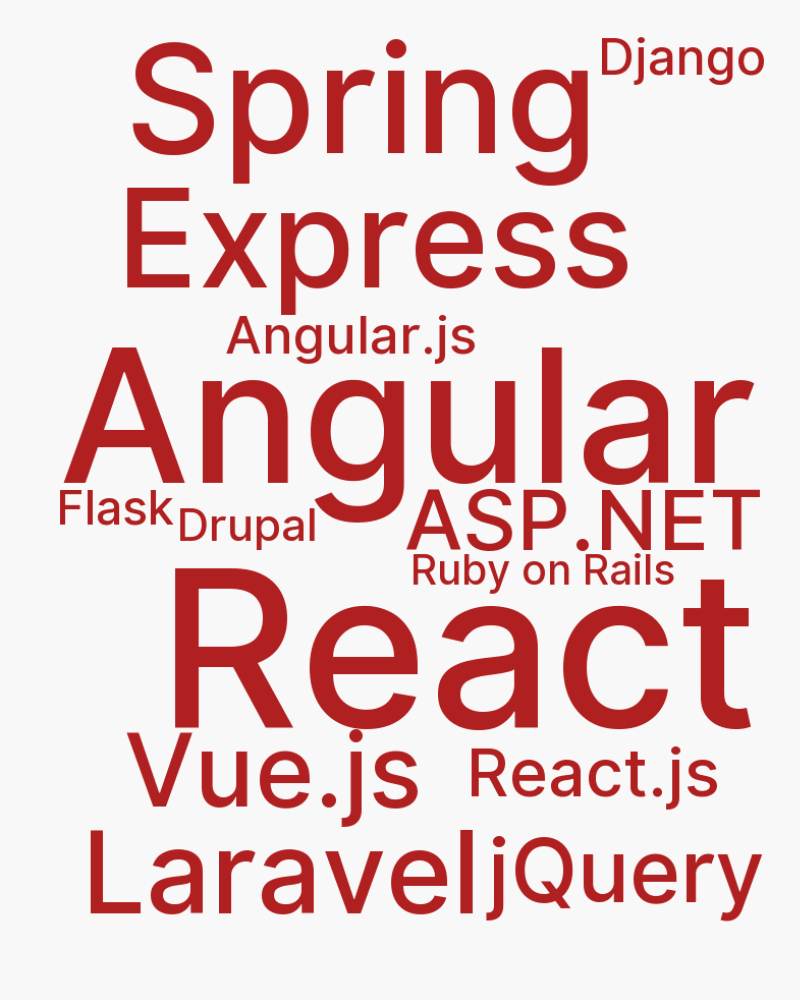 Spring
Django
Express
Angular.js
Angular
Flask
Drupal
ASP.NET
Ruby on Rails
React
Vue.js
React.js
Laravel
jQuery